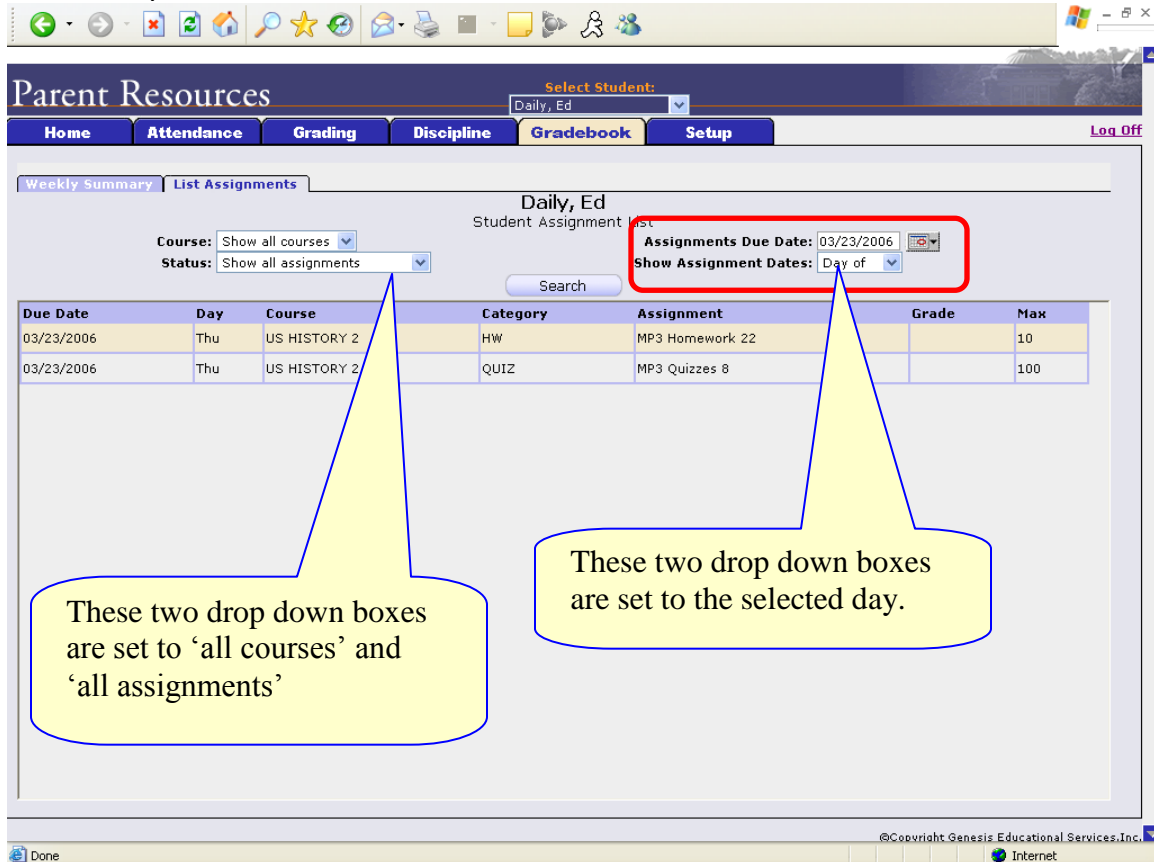 Parent Resources
Select Student:
Daily, Ed
Home Attendance Grading Discipline Gradebook Setup Log Off
Weekly Summary List Assignments
Daily, Ed
Student Assignment List
Course: Show all courses Assignments Due Date: 03/23/2006
Status: Show all assignments Show Assignment Dates: Day of
Search
Due Date Day Course Category Assignment Grade Max
03/23/2006 Thu US HISTORY 2 HW MP3 Homework 22 10
03/23/2006 Thu US HISTORY 2 QUIZ MP3 Quizzes 8 100
These two drop down boxes
are set to the selected day.
These two drop down boxes
are set to ‘all courses’ and
‘all assignments’
©Copyright Genesis Educational Services,Inc.
Done Internet